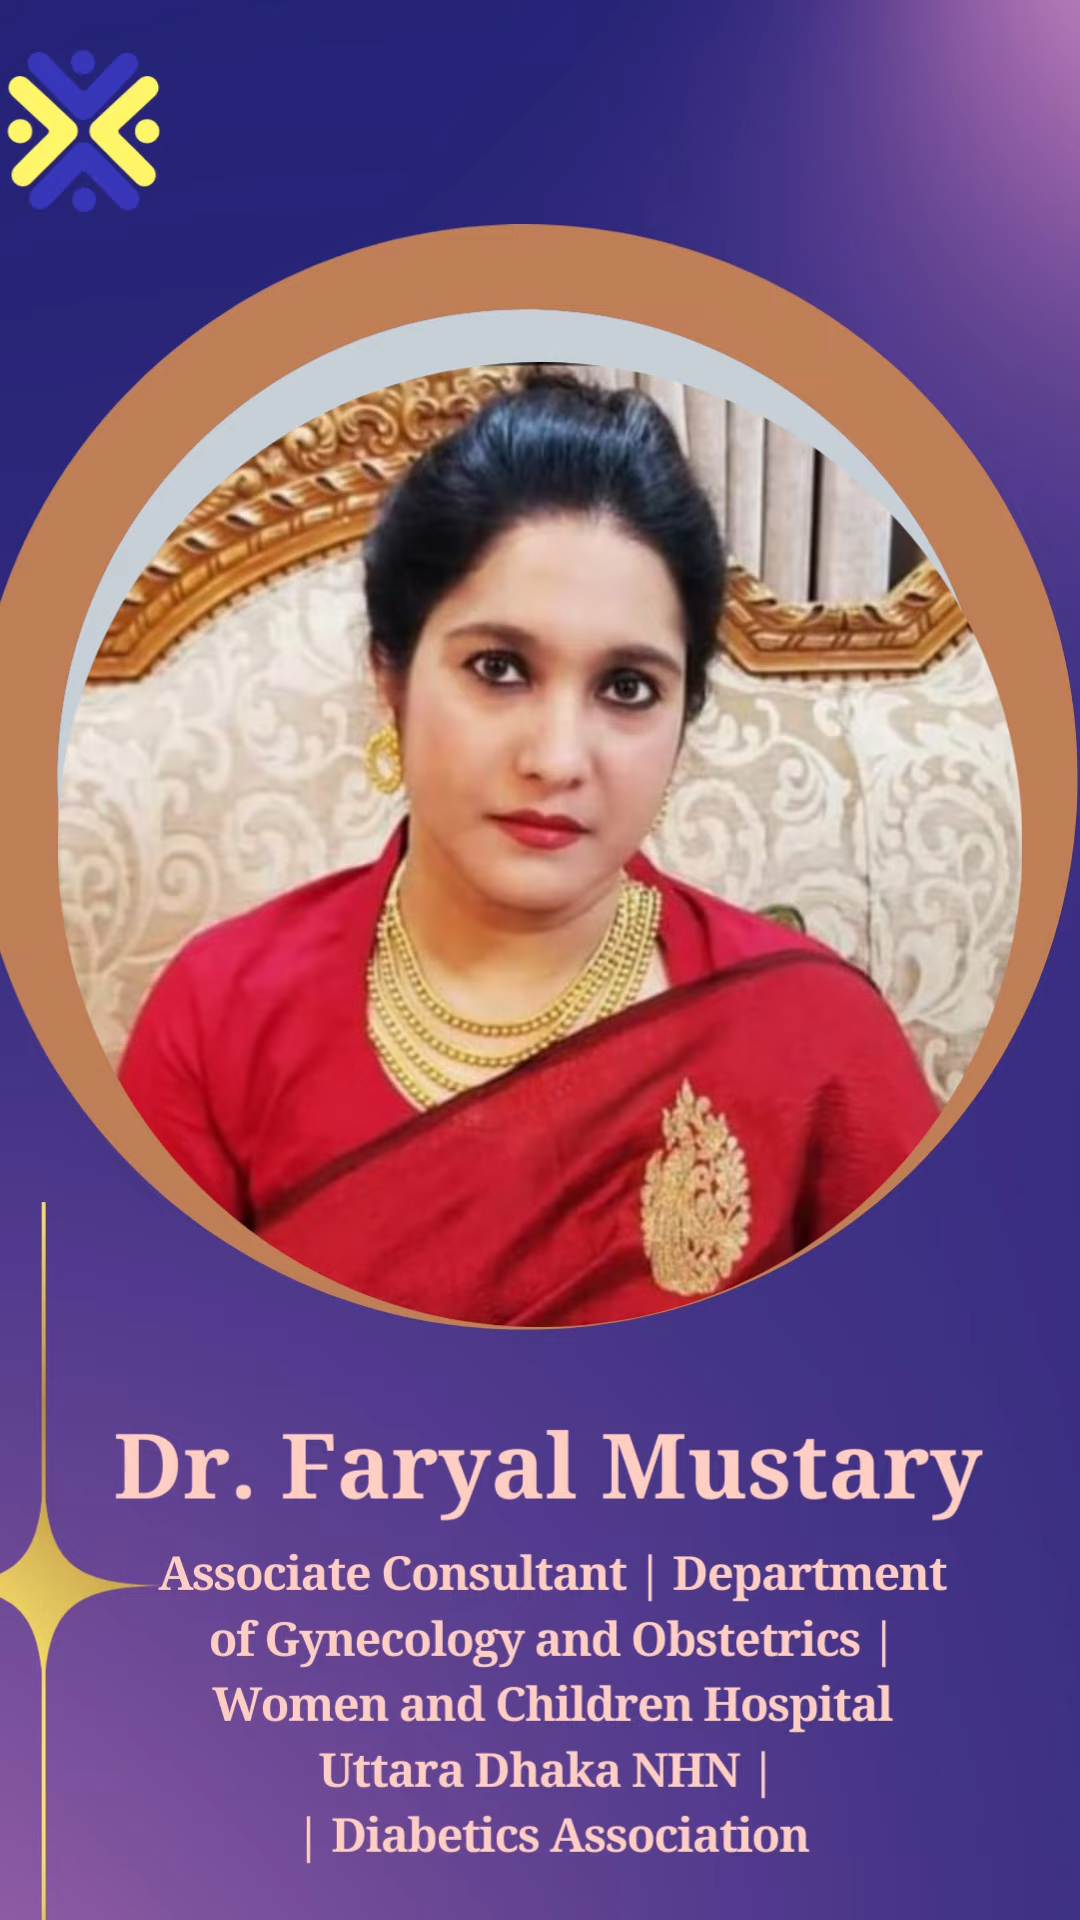 Dr. Faryal Mustary
Associate Consultant | Department
of Gynecology and Obstetrics |
Women and Children Hospital
Uttara Dhaka NHN |
| Diabetics Association